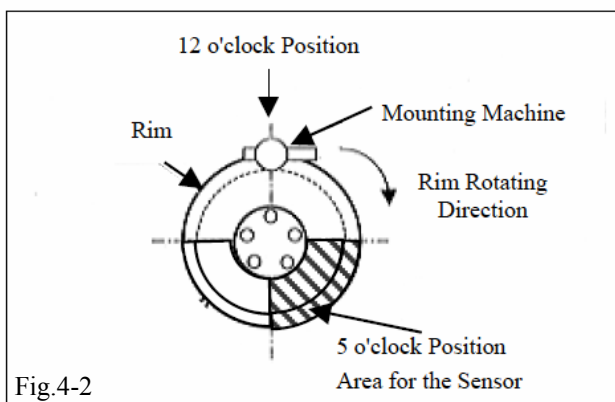 12 o'clock Position
Mounting Machine
Rim
Rim Rotating
Direction
5 o'clock Position
Area for the Sensor
Fig.4-2